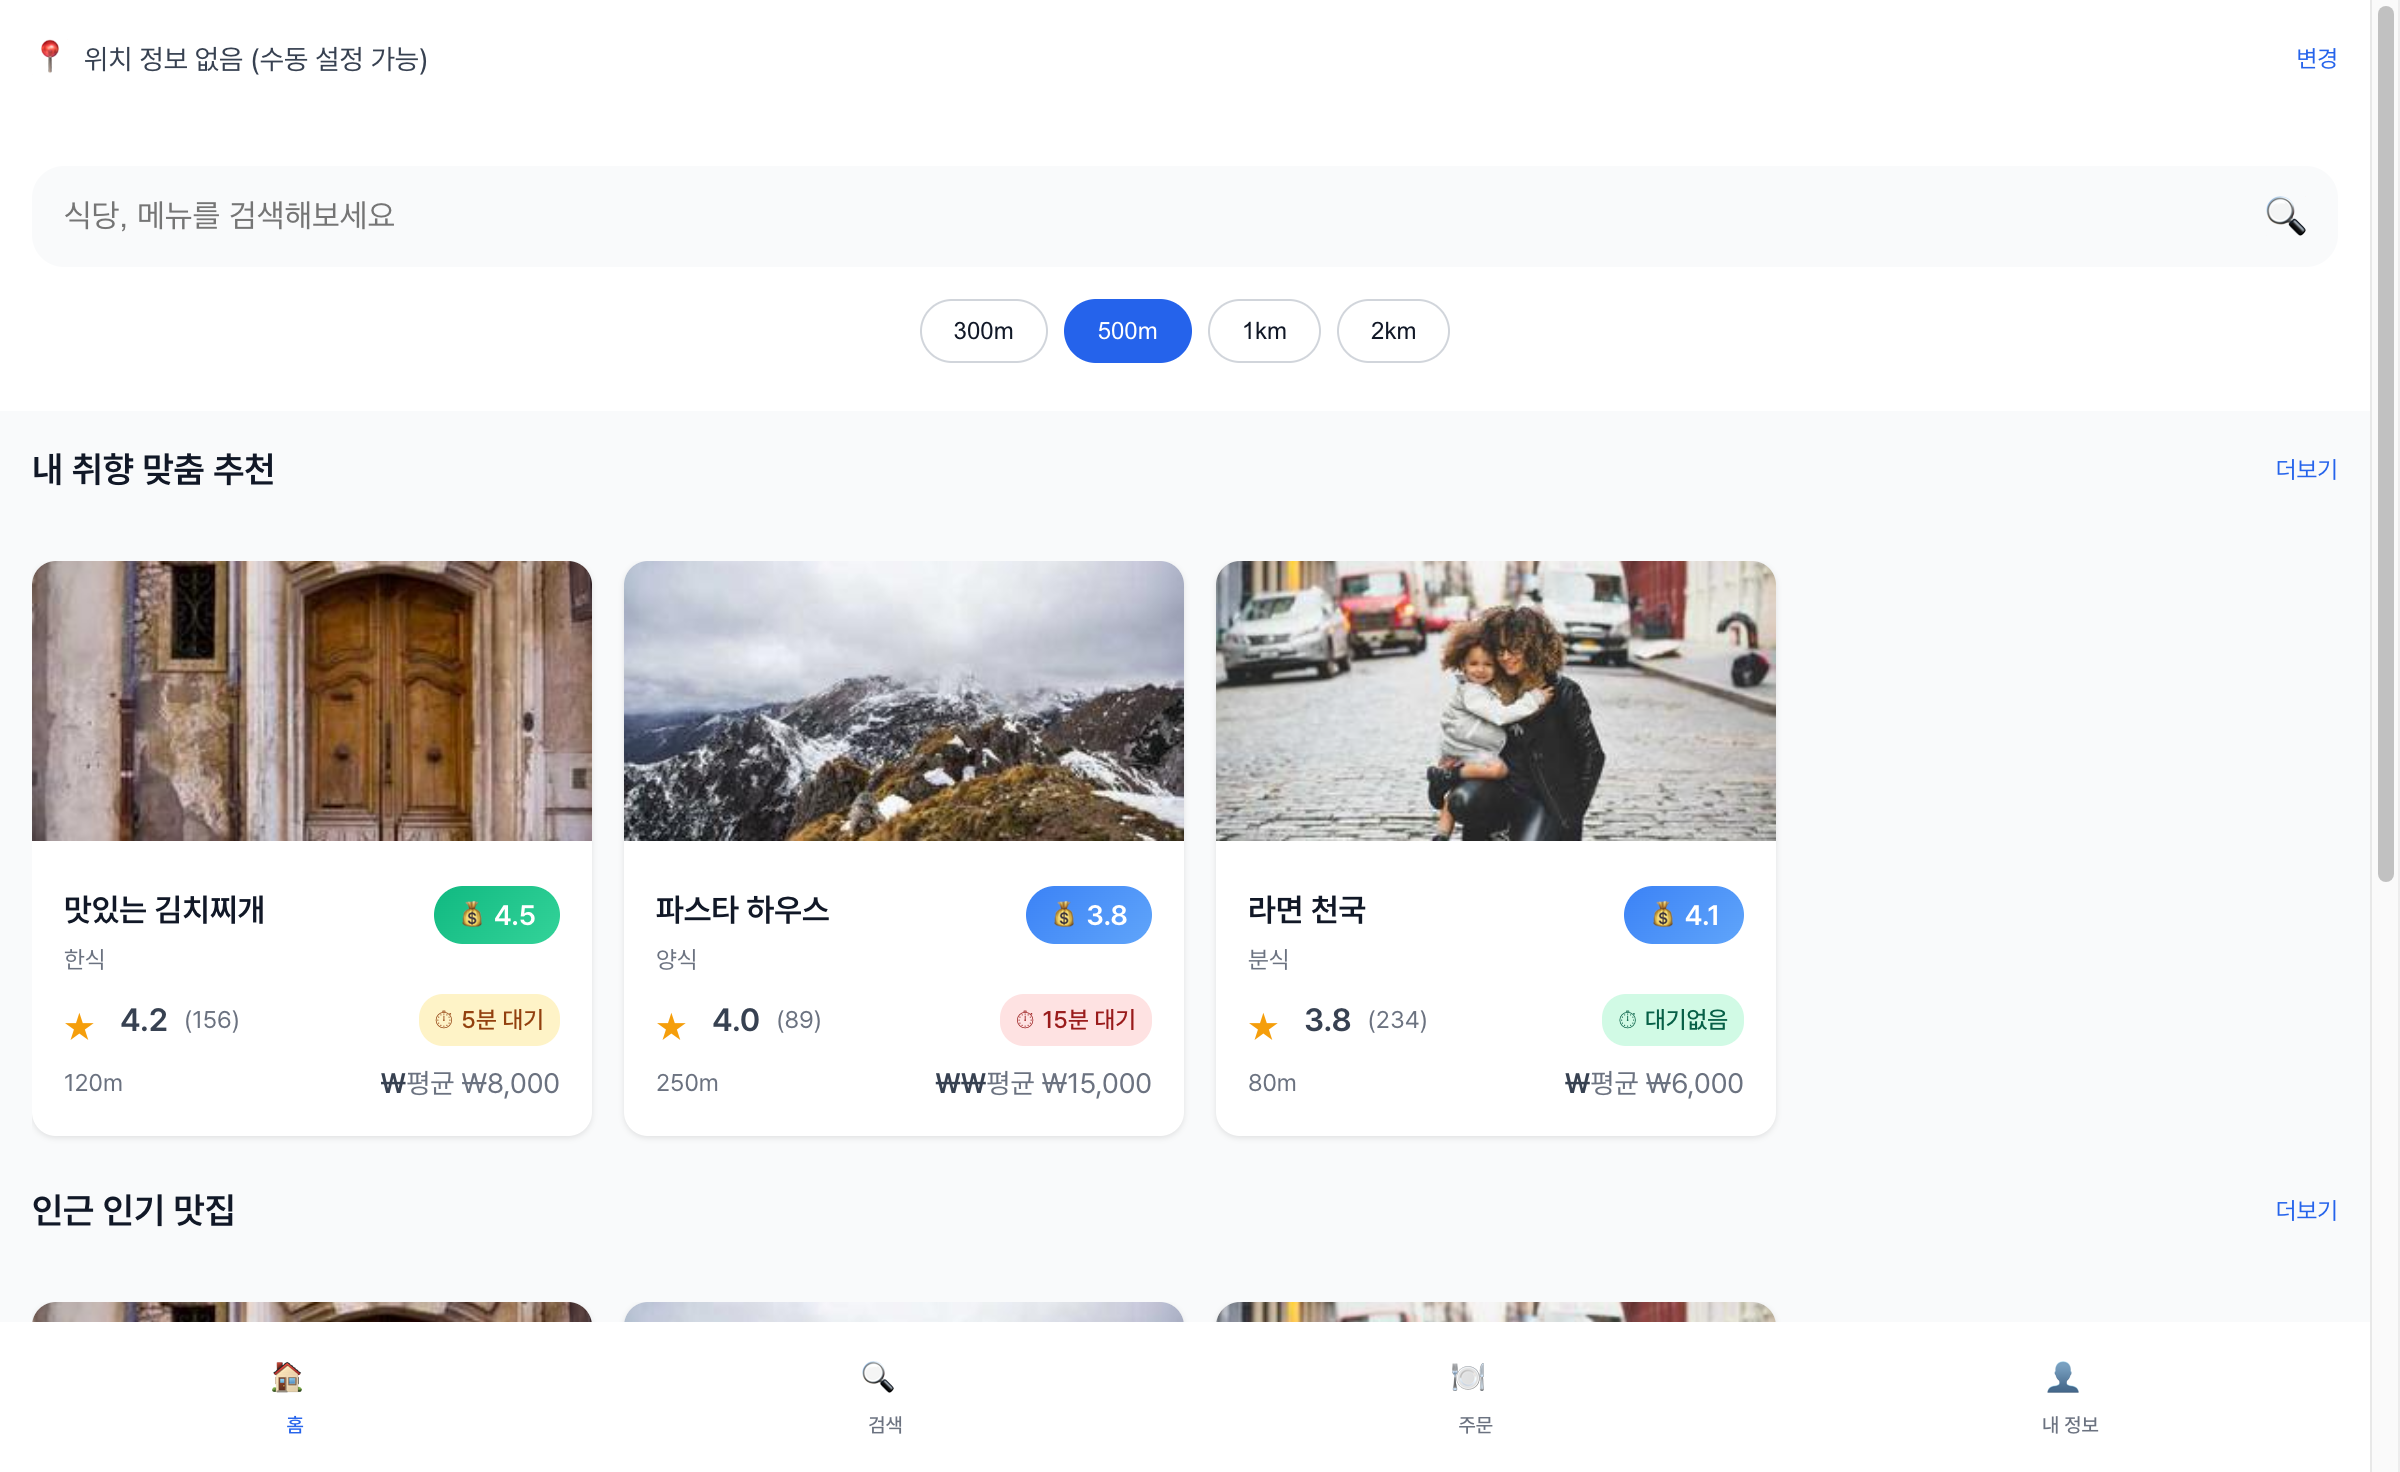 위치 정보 없음 (수동 설정 가능)
변경
식당, 메뉴를 검색해보세요
300m
500m
1km
2km
내 취향 맞춤 추천
더보기
맛있는 김치찌개
4.5
한식
4.2 (156)
5분 대기
120m
₩평균 ₩8,000
파스타 하우스
3.8
양식
4.0 (89)
15분 대기
250m
₩₩평균 ₩15,000
라면 천국
4.1
분식
3.8 (234)
대기없음
80m
₩평균 ₩6,000
인근 인기 맛집
더보기
홈
검색
주문
내 정보